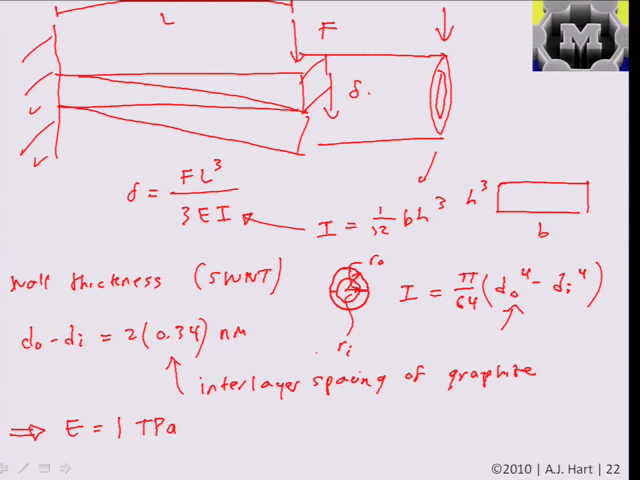 L
F
δ.
δ = FL³ / 3EI
I = 1/12 bh³
h³
b
wall thickness (SWNT)
r₀
I = π/64 (d₀⁴ - dᵢ⁴)
d₀-dᵢ = 2(0.34) nm
rᵢ
interlayer spacing of graphite
⇒ E = 1 TPa
M
©2010 | A.J. Hart | 22